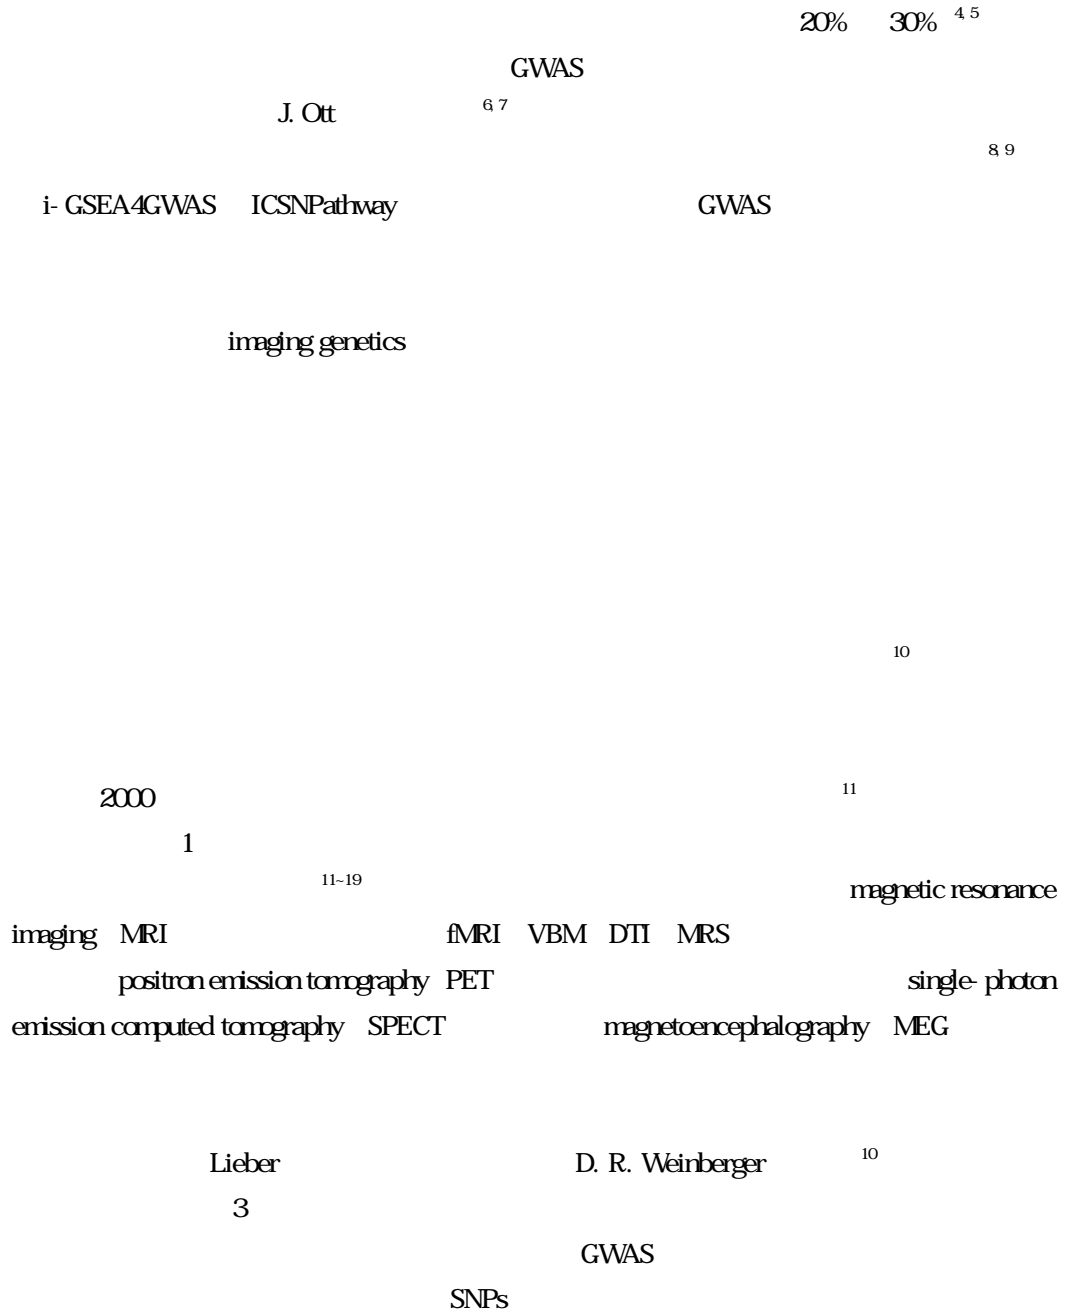 20% 30% 4, 5
GWAS
J. Ott 6, 7
8, 9
i- GSEA4GWAS ICSNPathway GWAS
imaging genetics
10
2000 11
1
11~19 magnetic resonance
imaging MRI fMRI VBM DTI MRS
positron emission tomography PET single- photon
emission computed tomography SPECT magnetoencephalography MEG
Lieber D. R. Weinberger 10
3
GWAS
SNPs